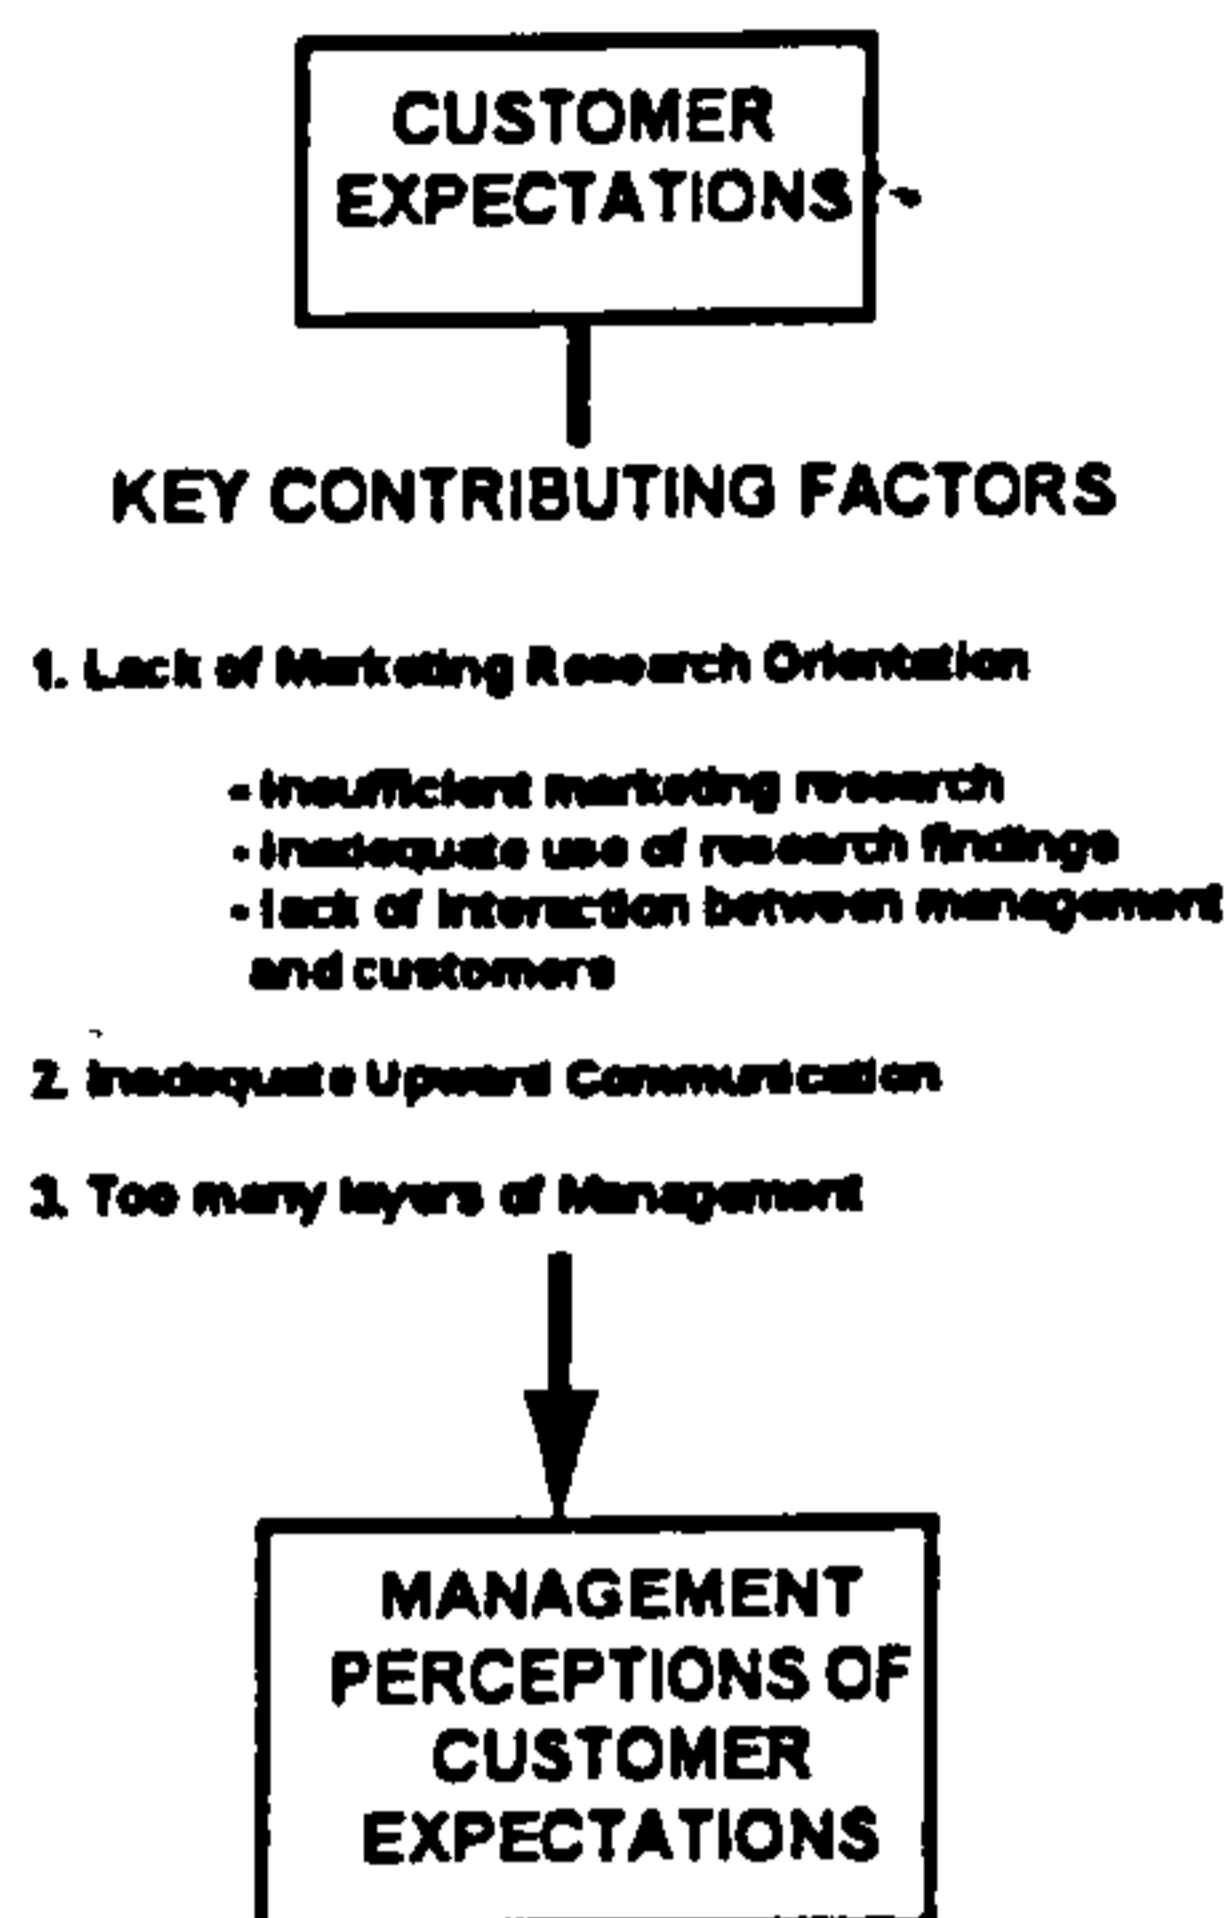 CUSTOMER
EXPECTATIONS
KEY CONTRIBUTING FACTORS
1. Lack of Marketing Research Orientation
- Insufficient marketing research
- Inadequate use of research findings
- lack of interaction between management
and customers
2. Inadequate Upward Communication
3. Too many layers of Management
MANAGEMENT
PERCEPTIONS OF
CUSTOMER
EXPECTATIONS